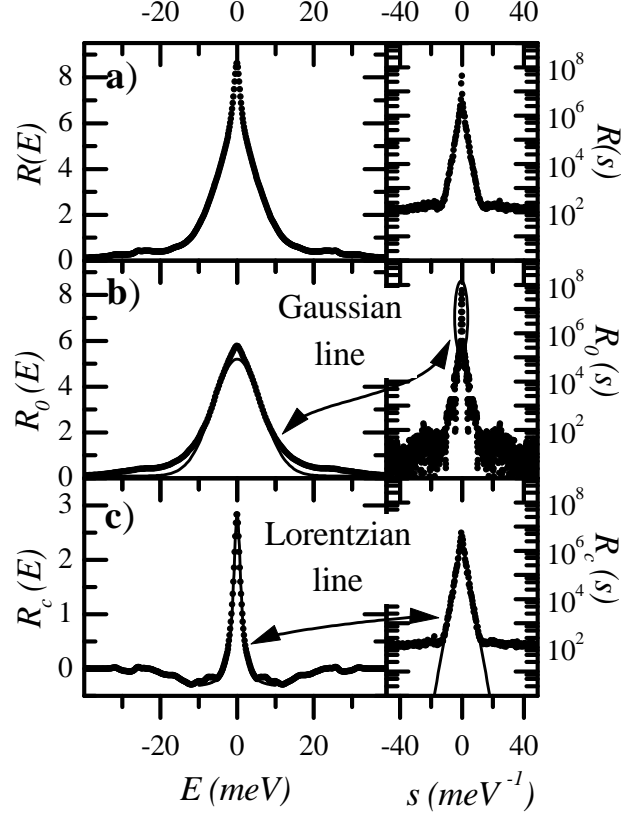 -20 0 20 -40 0 40
a)
R(E)
8
6
4
2
0
10^8
10^6
10^4
10^2
R(s)
b)
Gaussian
line
R_0(E)
8
6
4
2
0
10^8
10^6
10^4
10^2
R_0(s)
c)
Lorentzian
line
R_c(E)
3
2
1
0
10^8
10^6
10^4
10^2
R_c(s)
-20 0 20 -40 0 40
E (meV) s (meV^-1)